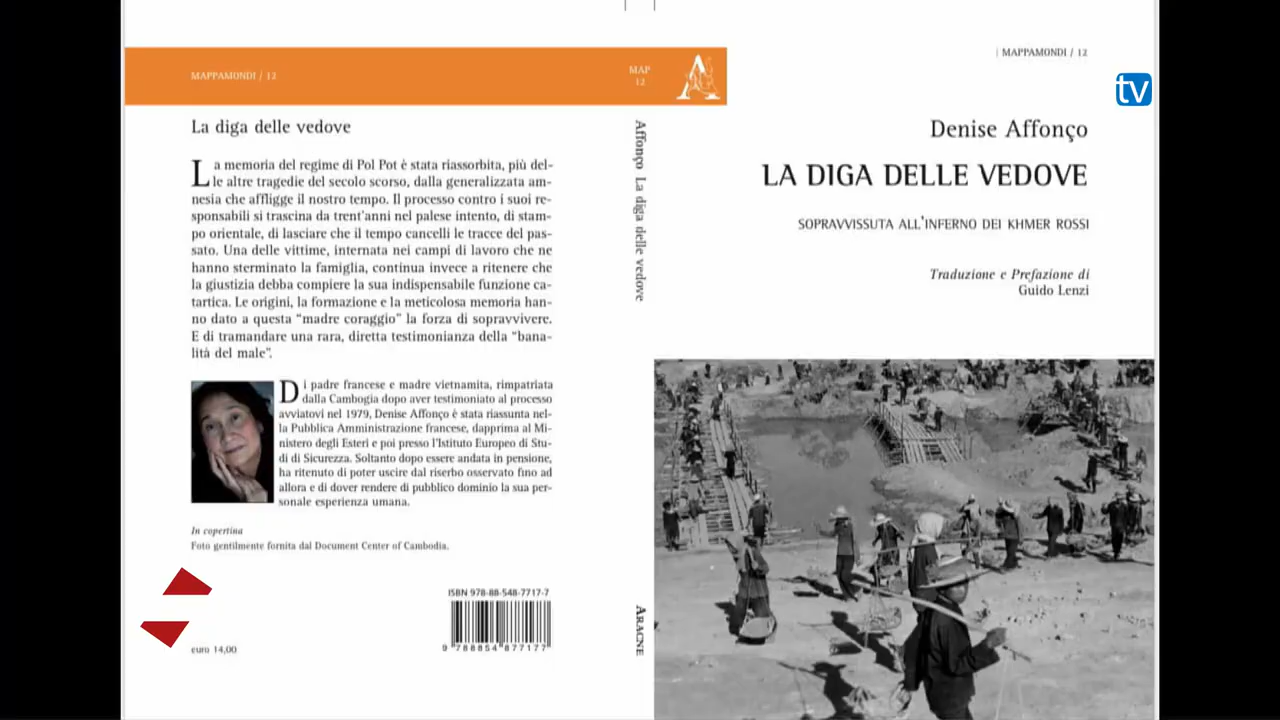 MAPPAMONDI / 12
La diga delle vedove
La memoria del regime di Pol Pot è stata riassorbita, più del-
le altre tragedie del secolo scorso, dalla generalizzata am-
nesia che affligge il nostro tempo. Il processo contro i suoi re-
sponsabili si trascina da trent'anni nel palese intento, di stam-
po orientale, di lasciare che il tempo cancelli le tracce del pas-
sato. Una delle vittime, internata nei campi di lavoro che ne
hanno sterminato la famiglia, continua invece a ritenere che
la giustizia debba compiere la sua indispensabile funzione ca-
tartica. Le origini, la formazione e la meticolosa memoria han-
no dato a questa “madre coraggio” la forza di sopravvivere.
E di tramandare una rara, diretta testimonianza della “bana-
lità del male”.
Di padre francese e madre vietnamita, rimpatriata
dalla Cambogia dopo aver testimoniato al processo
avviatovi nel 1979, Denise Affonço è stata riassunta nel-
la Pubblica Amministrazione francese, dapprima al Mi-
nistero degli Esteri e poi presso l'Istituto Europeo di Stu-
di di Sicurezza. Soltanto dopo essere andata in pensione,
ha ritenuto di poter uscire dal riserbo osservato fino ad
allora e di dover rendere di pubblico dominio la sua per-
sonale esperienza umana.
In copertina
Foto gentilmente fornita dal Document Center of Cambodia.
ISBN 978-88-548-7717-7
9 788854 877177
euro 14,00
MAP
12
A
Affonço La diga delle vedove
ARACNE
| MAPPAMONDI / 12
tv
Denise Affonço
LA DIGA DELLE VEDOVE
SOPRAVVISSUTA ALL'INFERNO DEI KHMER ROSSI
Traduzione e Prefazione di
Guido Lenzi